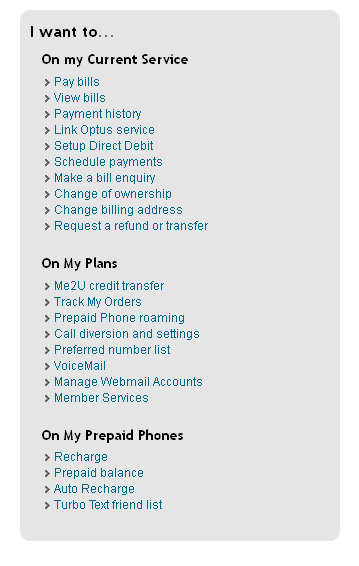 I want to...
On my Current Service
Pay bills
View bills
Payment history
Link Optus service
Setup Direct Debit
Schedule payments
Make a bill enquiry
Change of ownership
Change billing address
Request a refund or transfer
On My Plans
Me2U credit transfer
Track My Orders
Prepaid Phone roaming
Call diversion and settings
Preferred number list
VoiceMail
Manage Webmail Accounts
Member Services
On My Prepaid Phones
Recharge
Prepaid balance
Auto Recharge
Turbo Text friend list